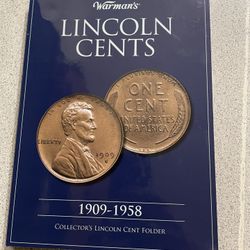 Warman's
LINCOLN
CENTS
LIBERTY
1909
ONE
CENT
UNITED STATES
OF AMERICA
1909-1958
COLLECTOR'S LINCOLN CENT FOLDER